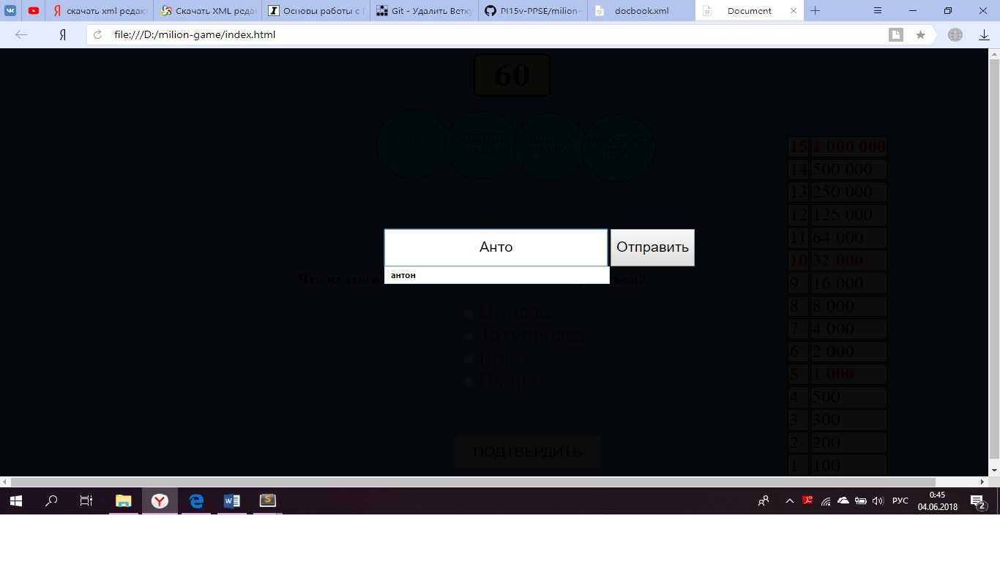 скачать xml редакт
Скачать XML редак
Основы работы с
Git - Удалить Ветку
PI15v-PPSE/milion-
docbook.xml
Document
Я
file:///D:/milion-game/index.html
60
50/50
МНЕНИЕ ЗАЛА
ЗВОНОК ДРУГУ
ЗАКОНЧИТЬ ИГРУ
15 1 000 000
14 500 000
13 250 000
12 125 000
11 64 000
10 32 000
9 16 000
8 8 000
7 4 000
6 2 000
5 1 000
4 500
3 300
2 200
1 100
Анто
Отправить
антон
Что из этого
вом?
Помада
Татуировка
Крем
Пудра
ПОДТВЕРДИТЬ
РУС
0:45
04.06.2018
2